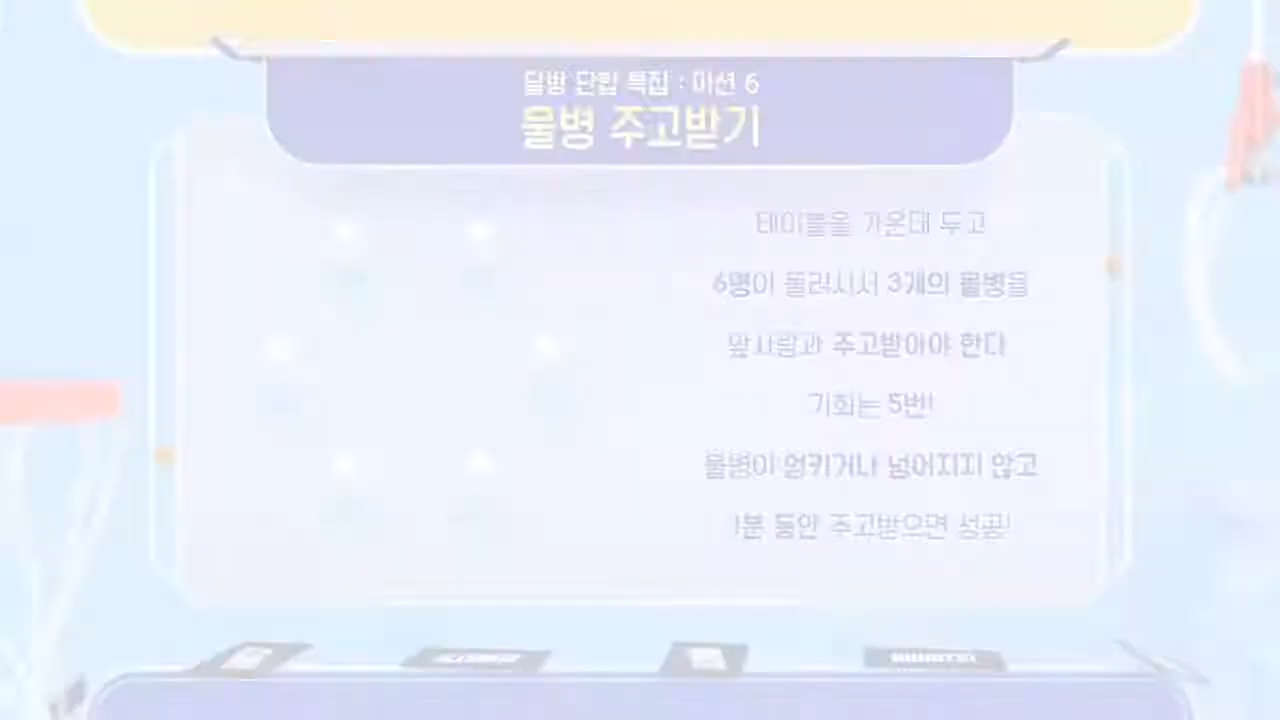 달방 단합 특집 : 미션 6
물병 주고받기
테이블을 가운데 두고
6명이 둘러서서 3개의 물병을
앞사람과 주고받아야 한다
기회는 5번!
물병이 엉키거나 넘어지지 않고
1분 동안 주고받으면 성공!